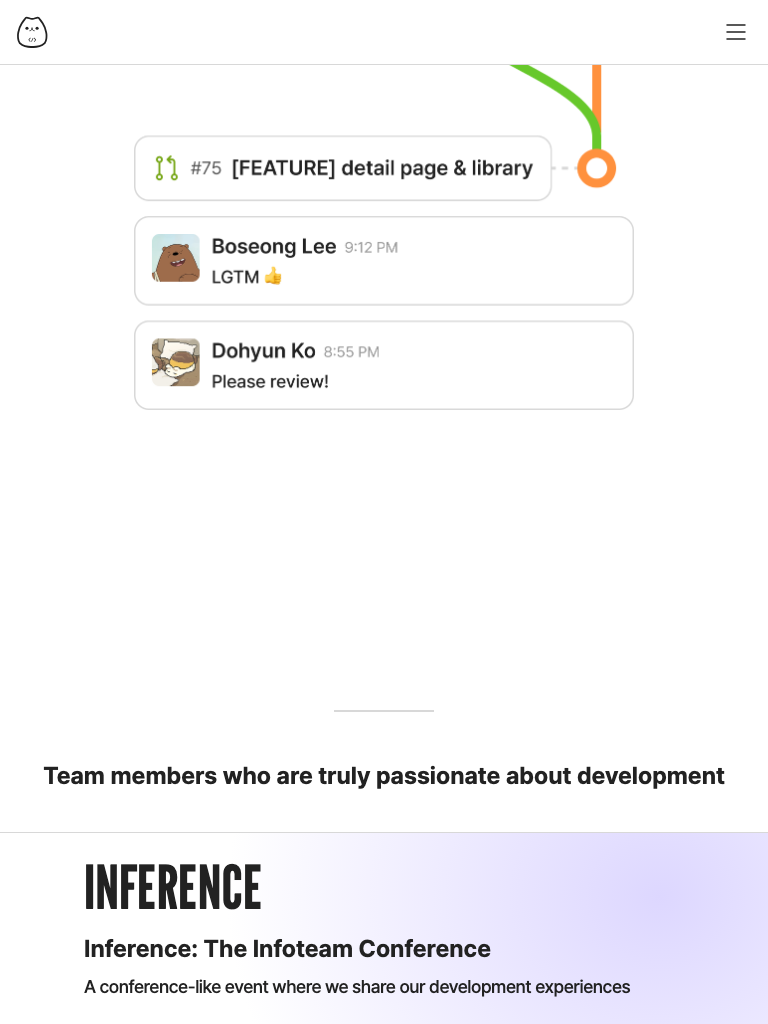 #75 [FEATURE] detail page & library
Boseong Lee 9:12 PM
LGTM 👍
Dohyun Ko 8:55 PM
Please review!
Team members who are truly passionate about development
INFERENCE
Inference: The Infoteam Conference
A conference-like event where we share our development experiences